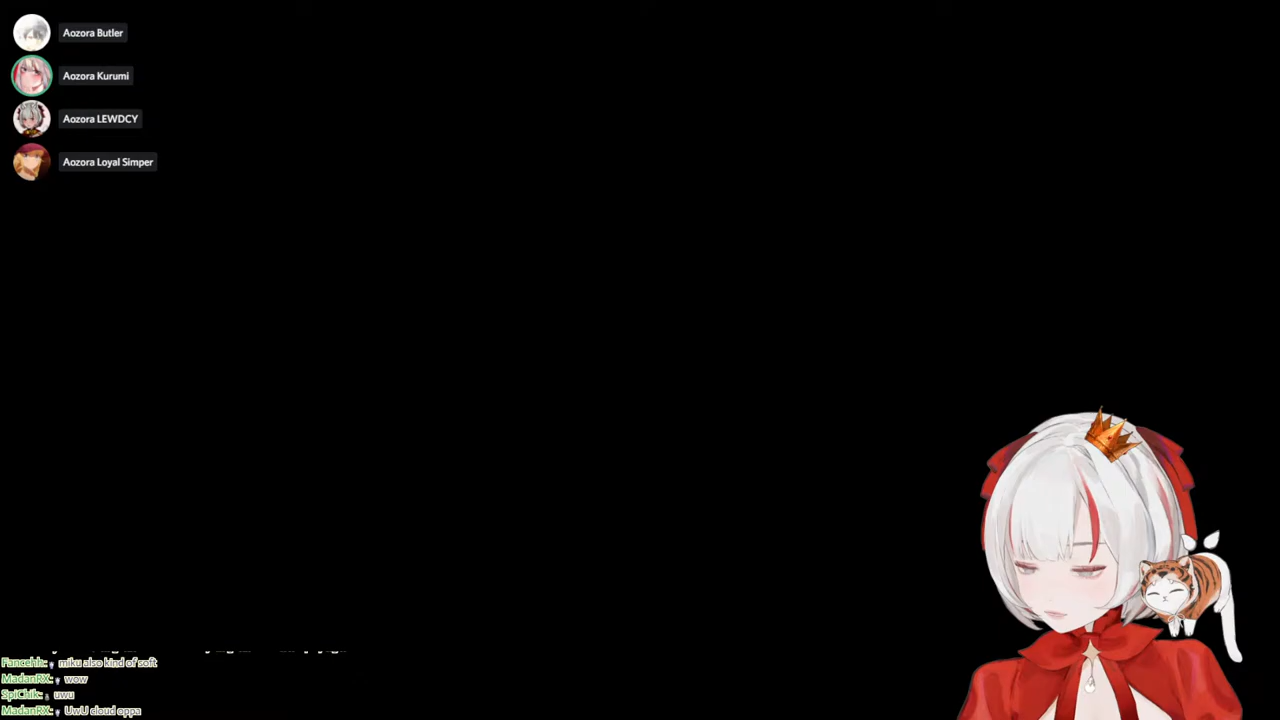 Aozora Butler
Aozora Kurumi
Aozora LEWDCY
Aozora Loyal Simper
Fancehh: miku also kind of soft
MadanRX: wow
SpiChik: uwu
MadanRX: UwU cloud oppa